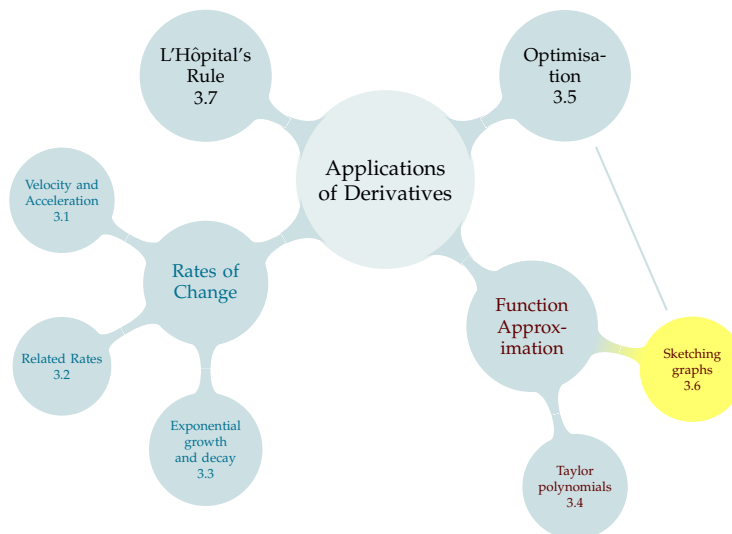 L'Hôpital's
Rule
3.7
Optimisa-
tion
3.5
Applications
of Derivatives
Velocity and
Acceleration
3.1
Rates of
Change
Related Rates
3.2
Exponential
growth
and decay
3.3
Function
Approx-
imation
Sketching
graphs
3.6
Taylor
polynomials
3.4